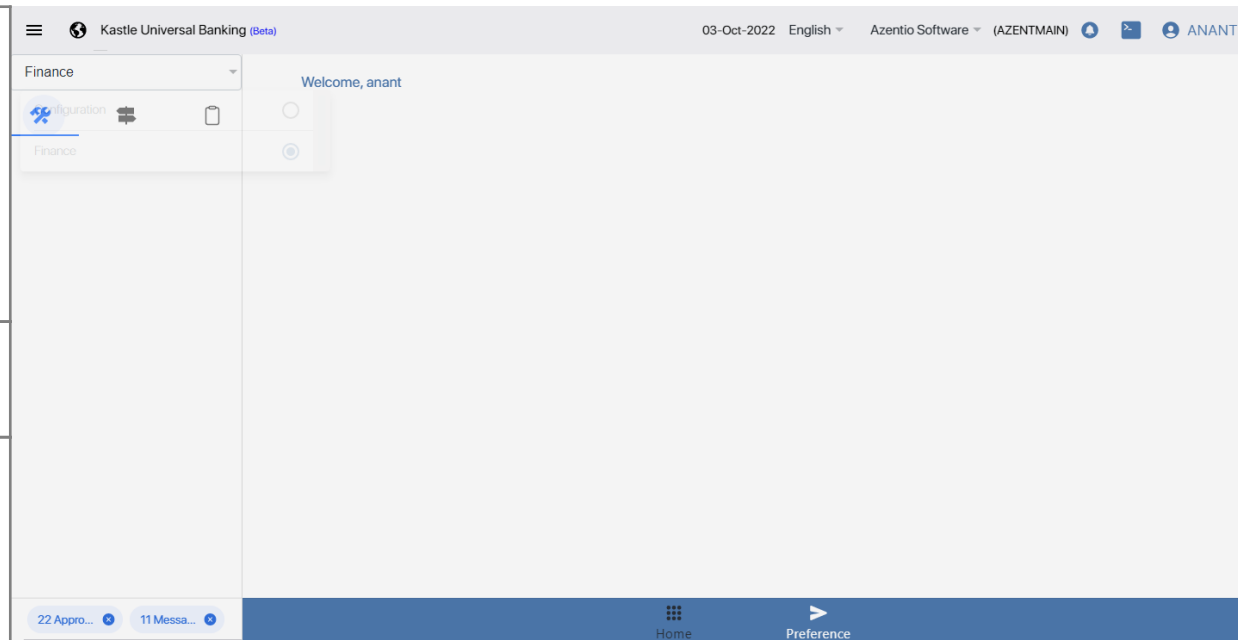 Kastle Universal Banking (Beta) 03-Oct-2022 English Azentio Software (AZENTMAIN) >_ ANANT
Finance
Welcome, anant
Configuration
Finance
22 Appro... 11 Messa...
Home Preference